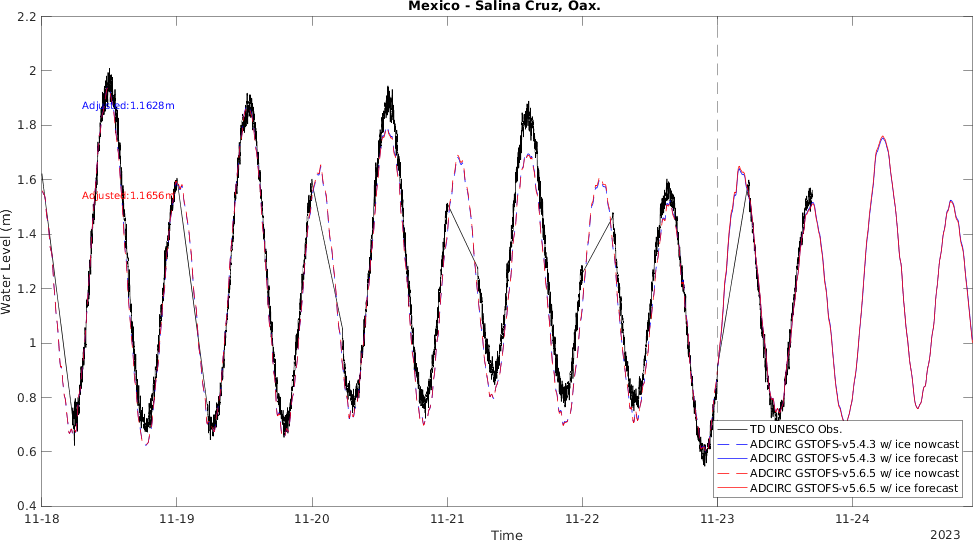 Mexico - Salina Cruz, Oax.
2.2
2
1.8
1.6
1.4
1.2
1
0.8
0.6
0.4
Water Level (m)
Adjusted:1.1628m
Adjusted:1.1656m
TD UNESCO Obs.
ADCIRC GSTOFS-v5.4.3 w/ ice nowcast
ADCIRC GSTOFS-v5.4.3 w/ ice forecast
ADCIRC GSTOFS-v5.6.5 w/ ice nowcast
ADCIRC GSTOFS-v5.6.5 w/ ice forecast
11-18 11-19 11-20 11-21 11-22 11-23 11-24
Time
2023